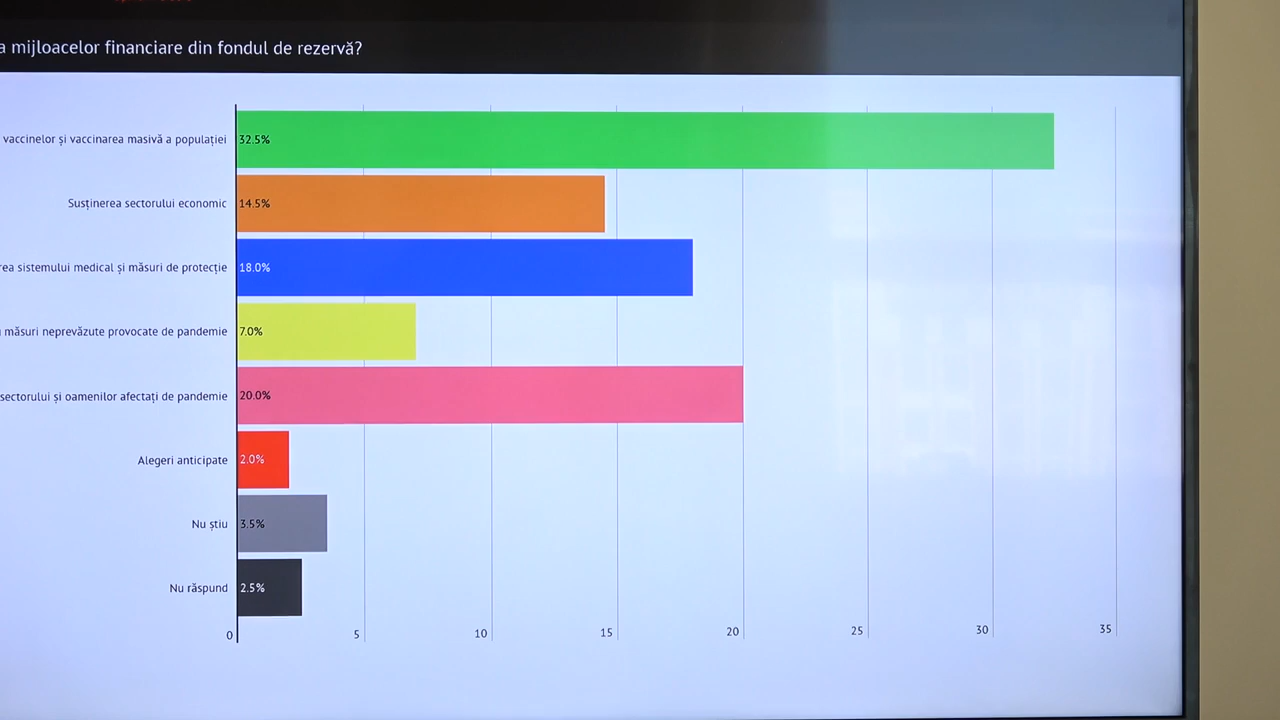 a mijloacelor financiare din fondul de rezervă?
vaccinelor și vaccinarea masivă a populației
32.5%
Susținerea sectorului economic
14.5%
rea sistemului medical și măsuri de protecție
18.0%
măsuri neprevăzute provocate de pandemie
7.0%
sectorului și oamenilor afectați de pandemie
20.0%
Alegeri anticipate
2.0%
Nu știu
3.5%
Nu răspund
2.5%
0 5 10 15 20 25 30 35